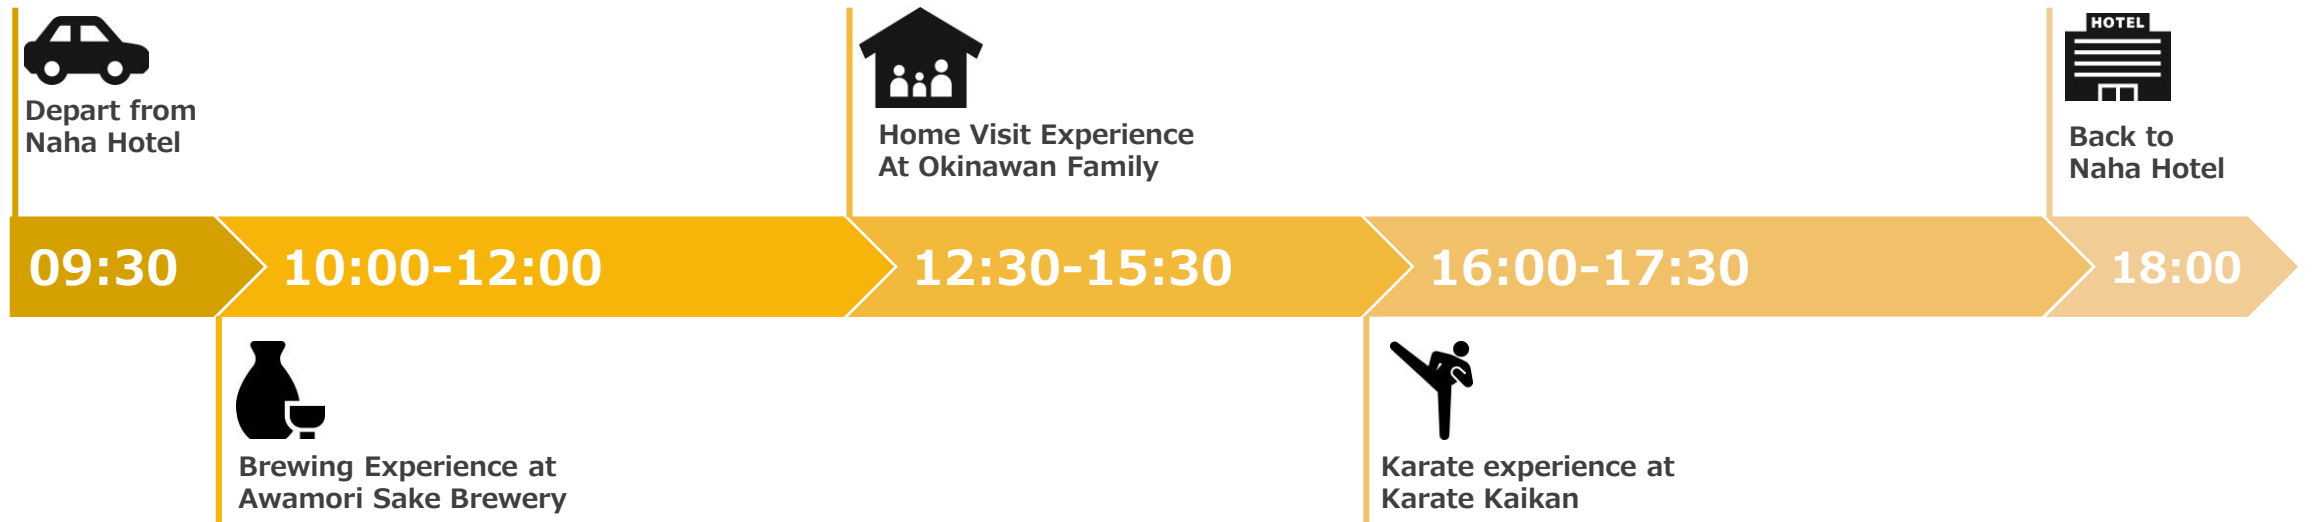 HOTEL
Depart from
Naha Hotel
Home Visit Experience
At Okinawan Family
Back to
Naha Hotel
09:30
10:00-12:00
12:30-15:30
16:00-17:30
18:00
Brewing Experience at
Awamori Sake Brewery
Karate experience at
Karate Kaikan